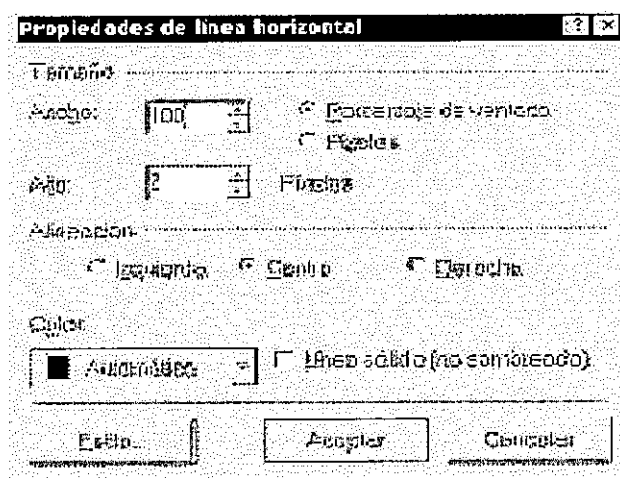 Propiedades de línea horizontal
Tamaño
Ancho: 100 Porcentaje de ventana
Píxeles
Alto: 2 Píxeles
Alineación
Izquierda Centro Derecha
Color:
Automático Línea sólida (no sombreado)
Estilo... Aceptar Cancelar